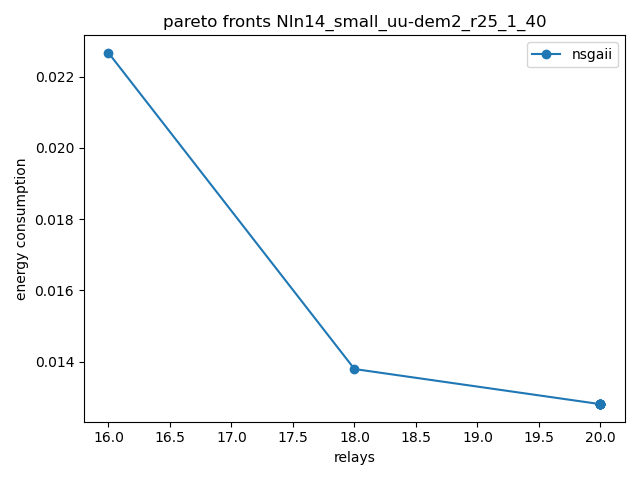 pareto fronts NIn14_small_uu-dem2_r25_1_40
nsgaii
energy consumption
0.022
0.020
0.018
0.016
0.014
16.0 16.5 17.0 17.5 18.0 18.5 19.0 19.5 20.0
relays